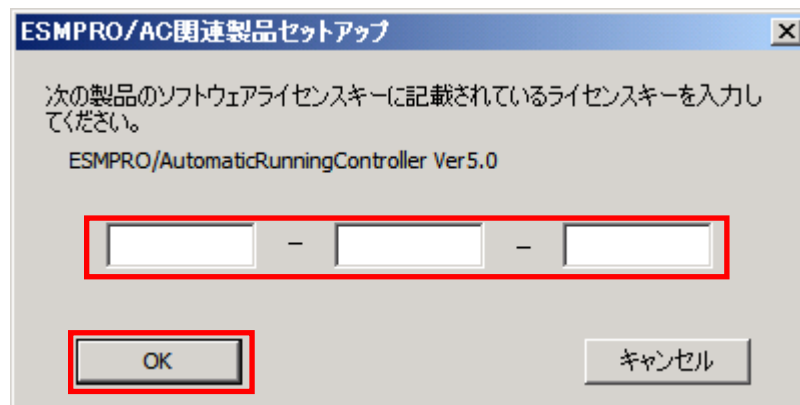 ESMPRO/AC関連製品セットアップ
次の製品のソフトウェアライセンスキーに記載されているライセンスキーを入力し
てください。
ESMPRO/AutomaticRunningController Ver5.0
– –
OK キャンセル